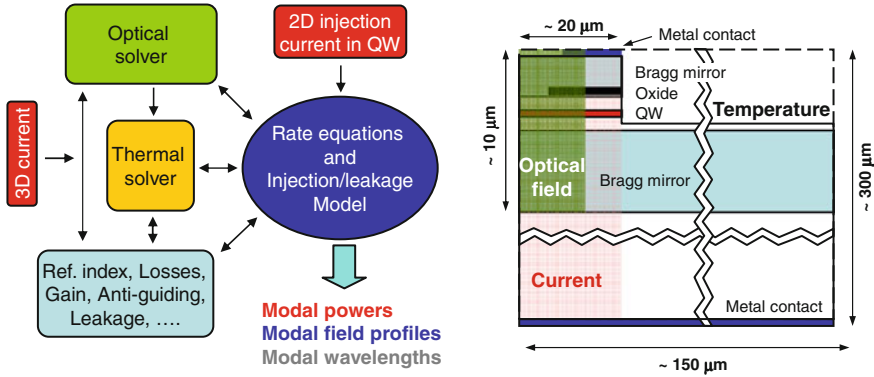 Optical
solver
2D injection
current in QW
3D current
Thermal
solver
Rate equations
and
Injection/leakage
Model
Ref. index, Losses,
Gain, Anti-guiding,
Leakage, ....
Modal powers
Modal field profiles
Modal wavelengths
~ 20 µm
Metal contact
Bragg mirror
Oxide
QW
Temperature
~ 10 µm
Optical
field
Bragg mirror
~ 300 µm
Current
Metal contact
~ 150 µm